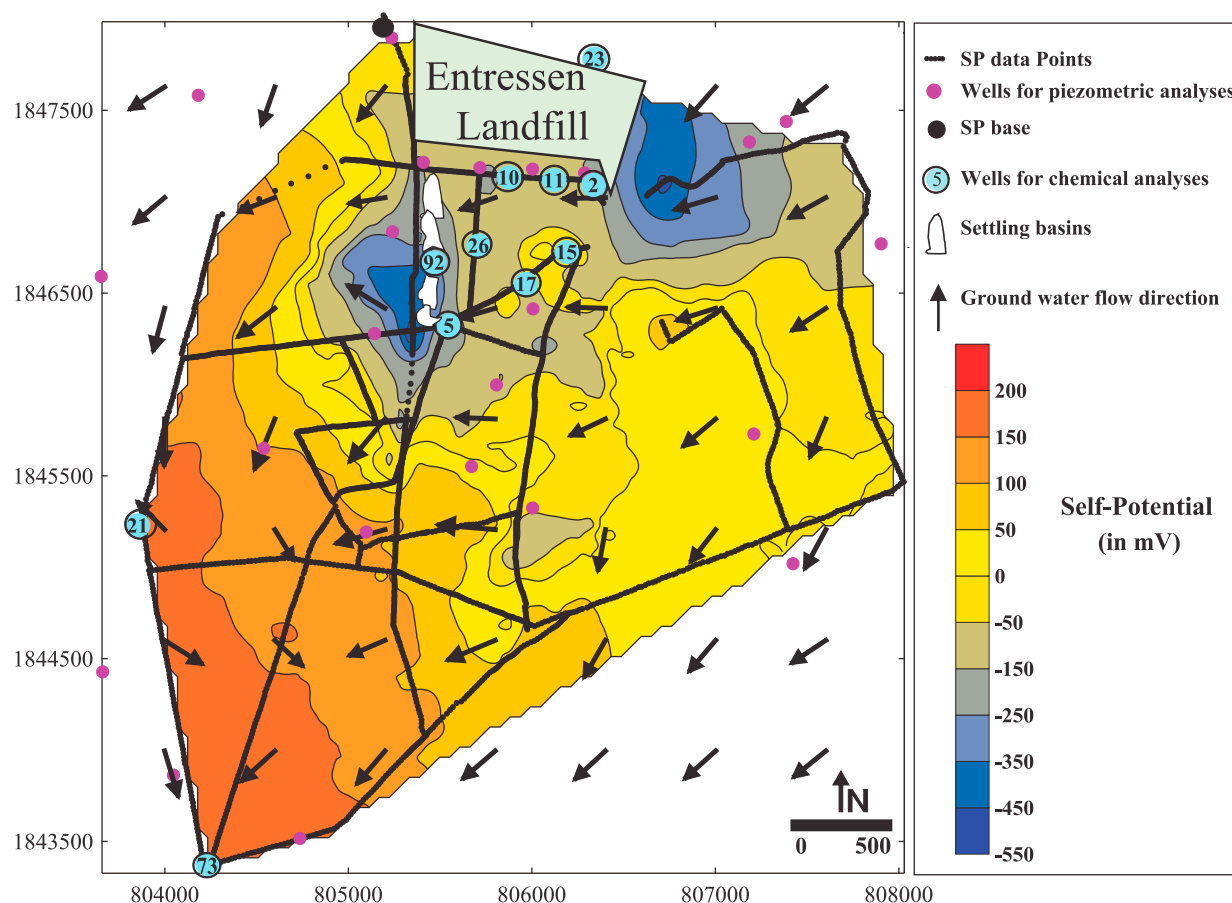 Entressen
Landfill
23
10
11
2
26
15
92
17
5
21
73
N
0 500
1847500
1846500
1845500
1844500
1843500
804000 805000 806000 807000 808000
SP data Points
Wells for piezometric analyses
SP base
5 Wells for chemical analyses
Settling basins
Ground water flow direction
200
150
100
50
0
-50
-150
-250
-350
-450
-550
Self-Potential
(in mV)